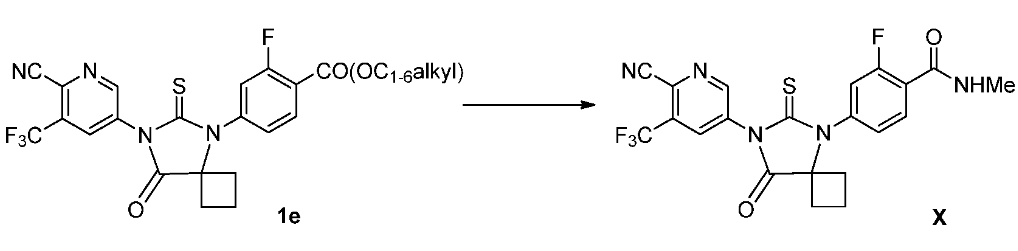 F
F O
NC N S CO(OC1-6alkyl) NC N S NHMe
F3C N N F3C N N
O O
1e X